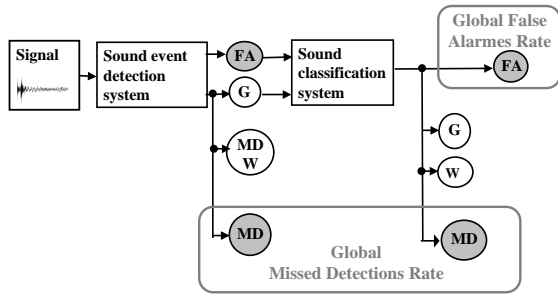 Global False
Alarmes Rate
FA
Signal
Sound event
detection
system
FA
G
MD
W
MD
Sound
classification
system
G
W
MD
Global
Missed Detections Rate